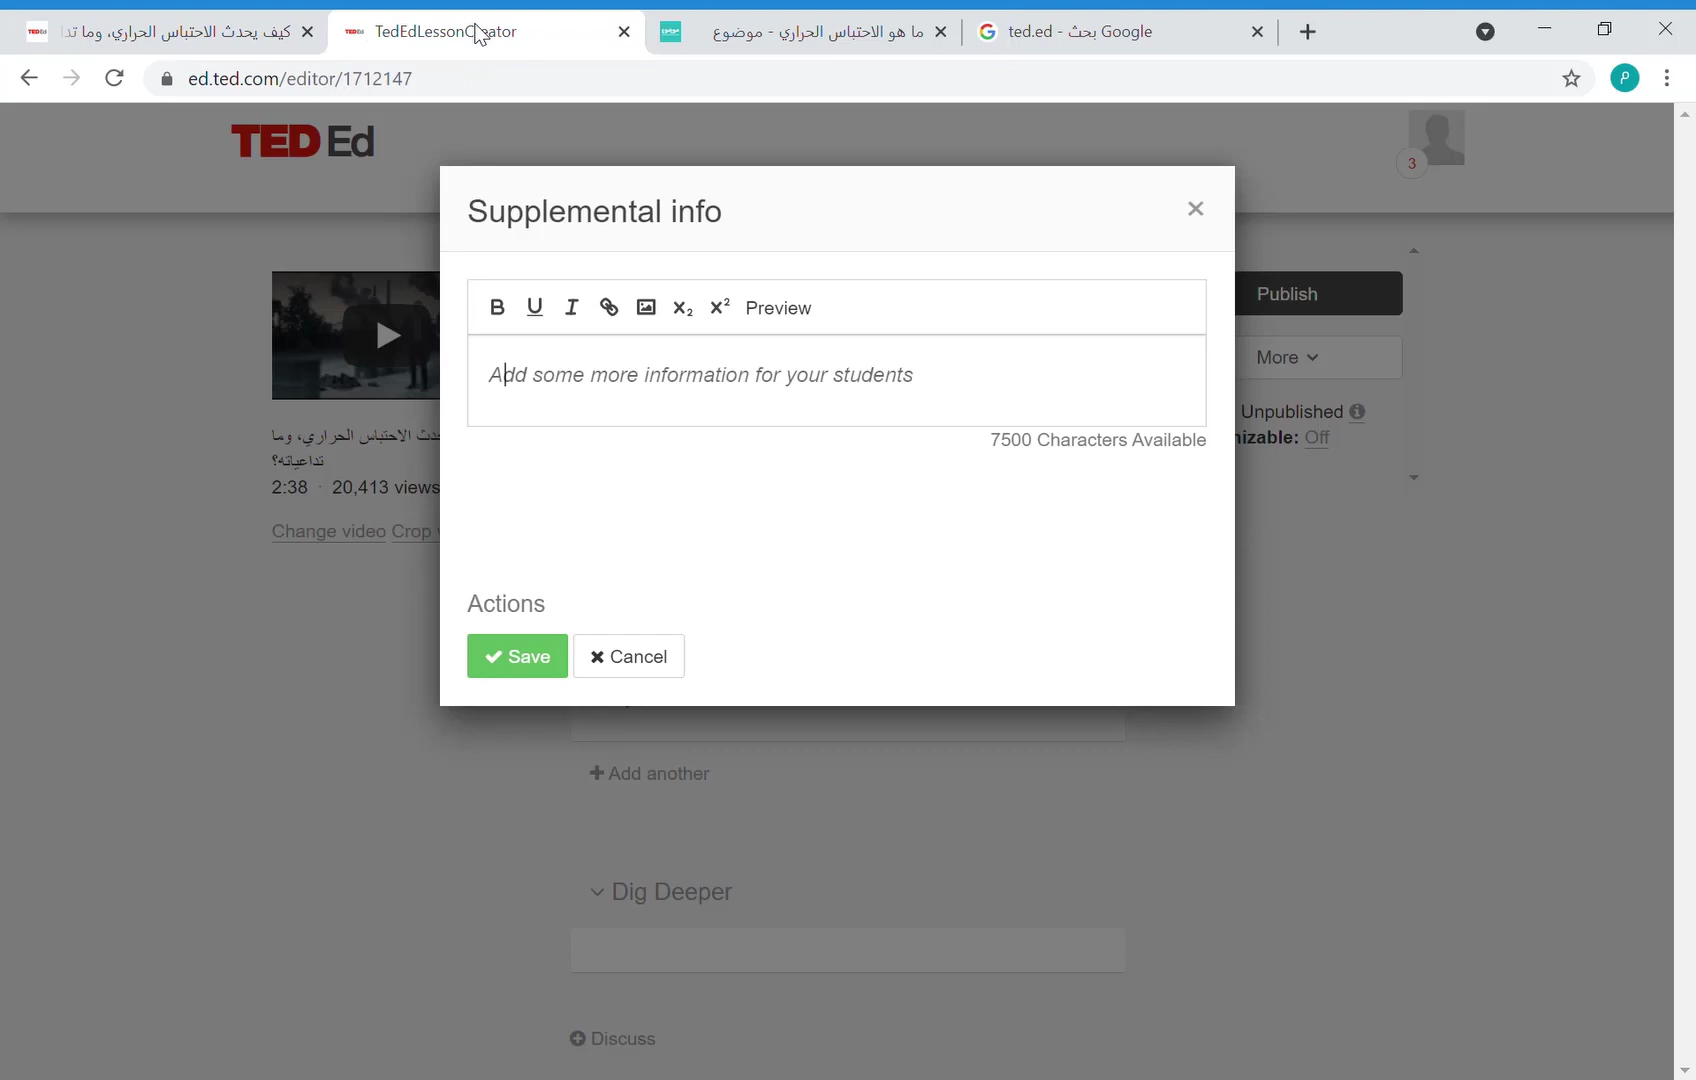 كيف يحدث الاحتباس الحراري، وما تدا
TedEdLessonCreator
ما هو الاحتباس الحراري - موضوع
ted.ed - بحث Google
ed.ted.com/editor/1712147
TED Ed
3
Supplemental info
Preview
Add some more information for your students
7500 Characters Available
Publish
More
Unpublished
nizable: Off
حدث الاحتباس الحراري، وما
تداعياته؟
2:38 · 20,413 views
Change video Crop
Actions
Save
Cancel
Add another
Dig Deeper
Discuss